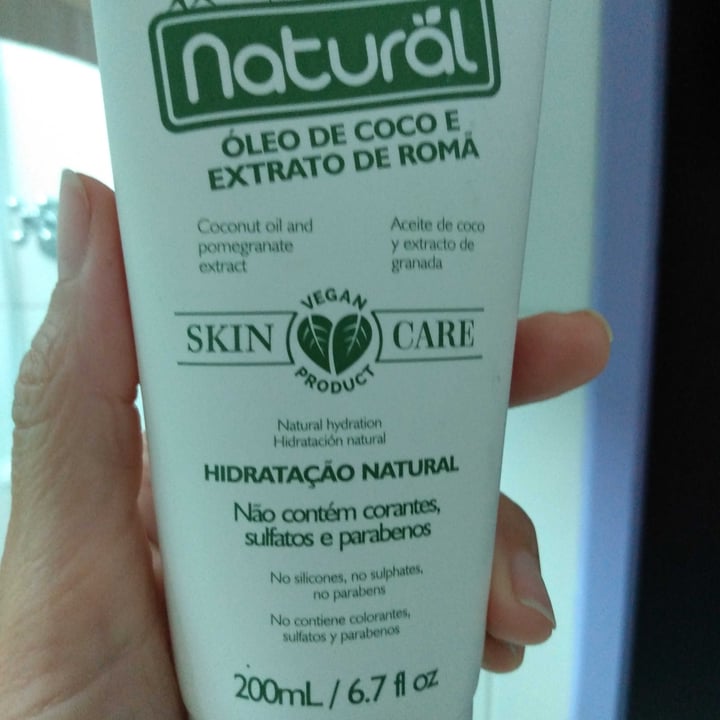 naturäl
ÓLEO DE COCO E
EXTRATO DE ROMÃ
Coconut oil and
pomegranate
extract
Aceite de coco
y extracto de
granada
VEGAN
SKIN CARE
PRODUCT
Natural hydration
Hidratación natural
HIDRATAÇÃO NATURAL
Não contém corantes,
sulfatos e parabenos
No silicones, no sulphates,
no parabens
No contiene colorantes,
sulfatos y parabenos
200mL / 6.7 fl oz